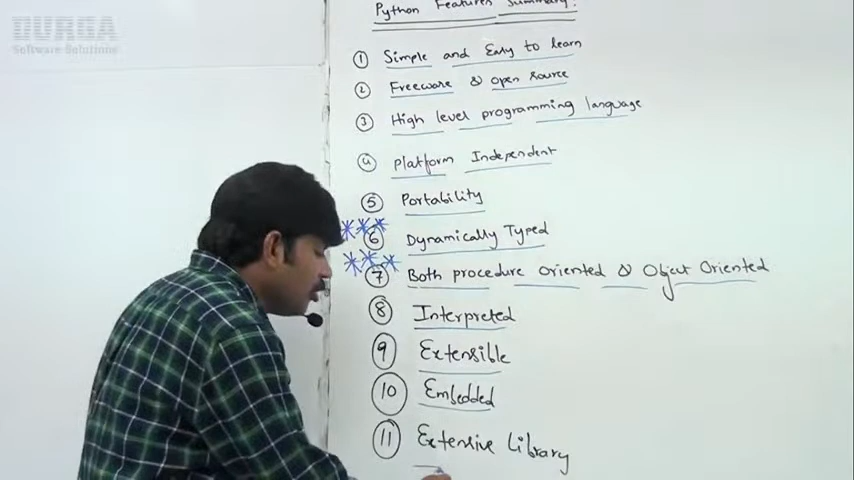 DURGA
Software Solutions
Python Features Summary:
1 Simple and Easy to learn
2 Freeware & open source
3 High level programming language
4 Platform Independent
5 Portability
6 Dynamically Typed
7 Both procedure oriented & Object Oriented
8 Interpreted
9 Extensible
10 Embedded
11 Extensive Library